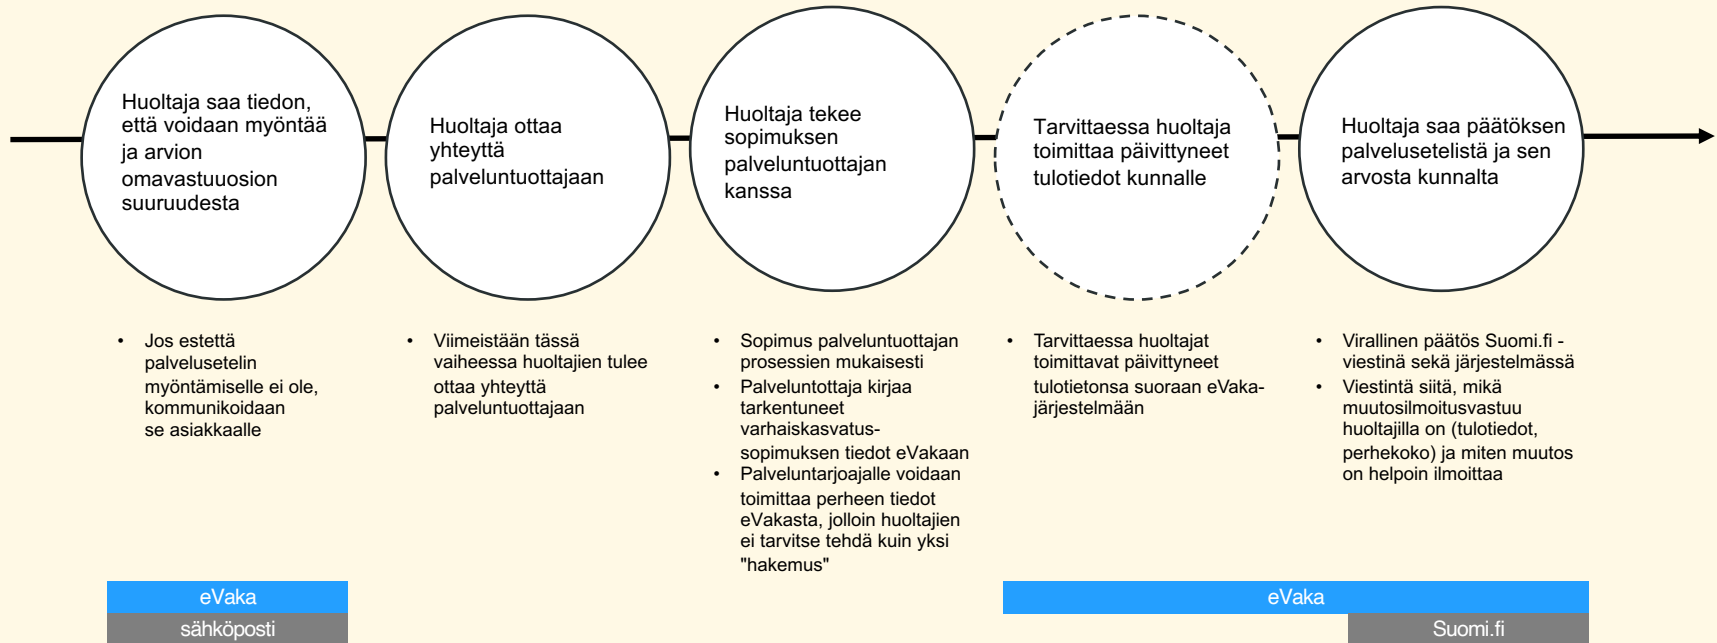 Huoltaja saa tiedon,
että voidaan myöntää
ja arvion
omavastuuosion
suuruudesta
Huoltaja ottaa
yhteyttä
palveluntuottajaan
Huoltaja tekee
sopimuksen
palveluntuottajan
kanssa
Tarvittaessa huoltaja
toimittaa päivittyneet
tulotiedot kunnalle
Huoltaja saa päätöksen
palvelusetelistä ja sen
arvosta kunnalta
• Jos estettä
palvelusetelin
myöntämiselle ei ole,
kommunikoidaan
se asiakkaalle
• Viimeistään tässä
vaiheessa huoltajien tulee
ottaa yhteyttä
palveluntuottajaan
• Sopimus palveluntuottajan
prosessien mukaisesti
• Palveluntottaja kirjaa
tarkentuneet
varhaiskasvatus-
sopimuksen tiedot eVakaan
• Palveluntarjoajalle voidaan
toimittaa perheen tiedot
eVakasta, jolloin huoltajien
ei tarvitse tehdä kuin yksi
"hakemus"
• Tarvittaessa huoltajat
toimittavat päivittyneet
tulotietonsa suoraan eVaka-
järjestelmään
• Virallinen päätös Suomi.fi -
viestinä sekä järjestelmässä
• Viestintä siitä, mikä
muutosilmoitusvastuu
huoltajilla on (tulotiedot,
perhekoko) ja miten muutos
on helpoin ilmoittaa
eVaka
sähköposti
eVaka
Suomi.fi